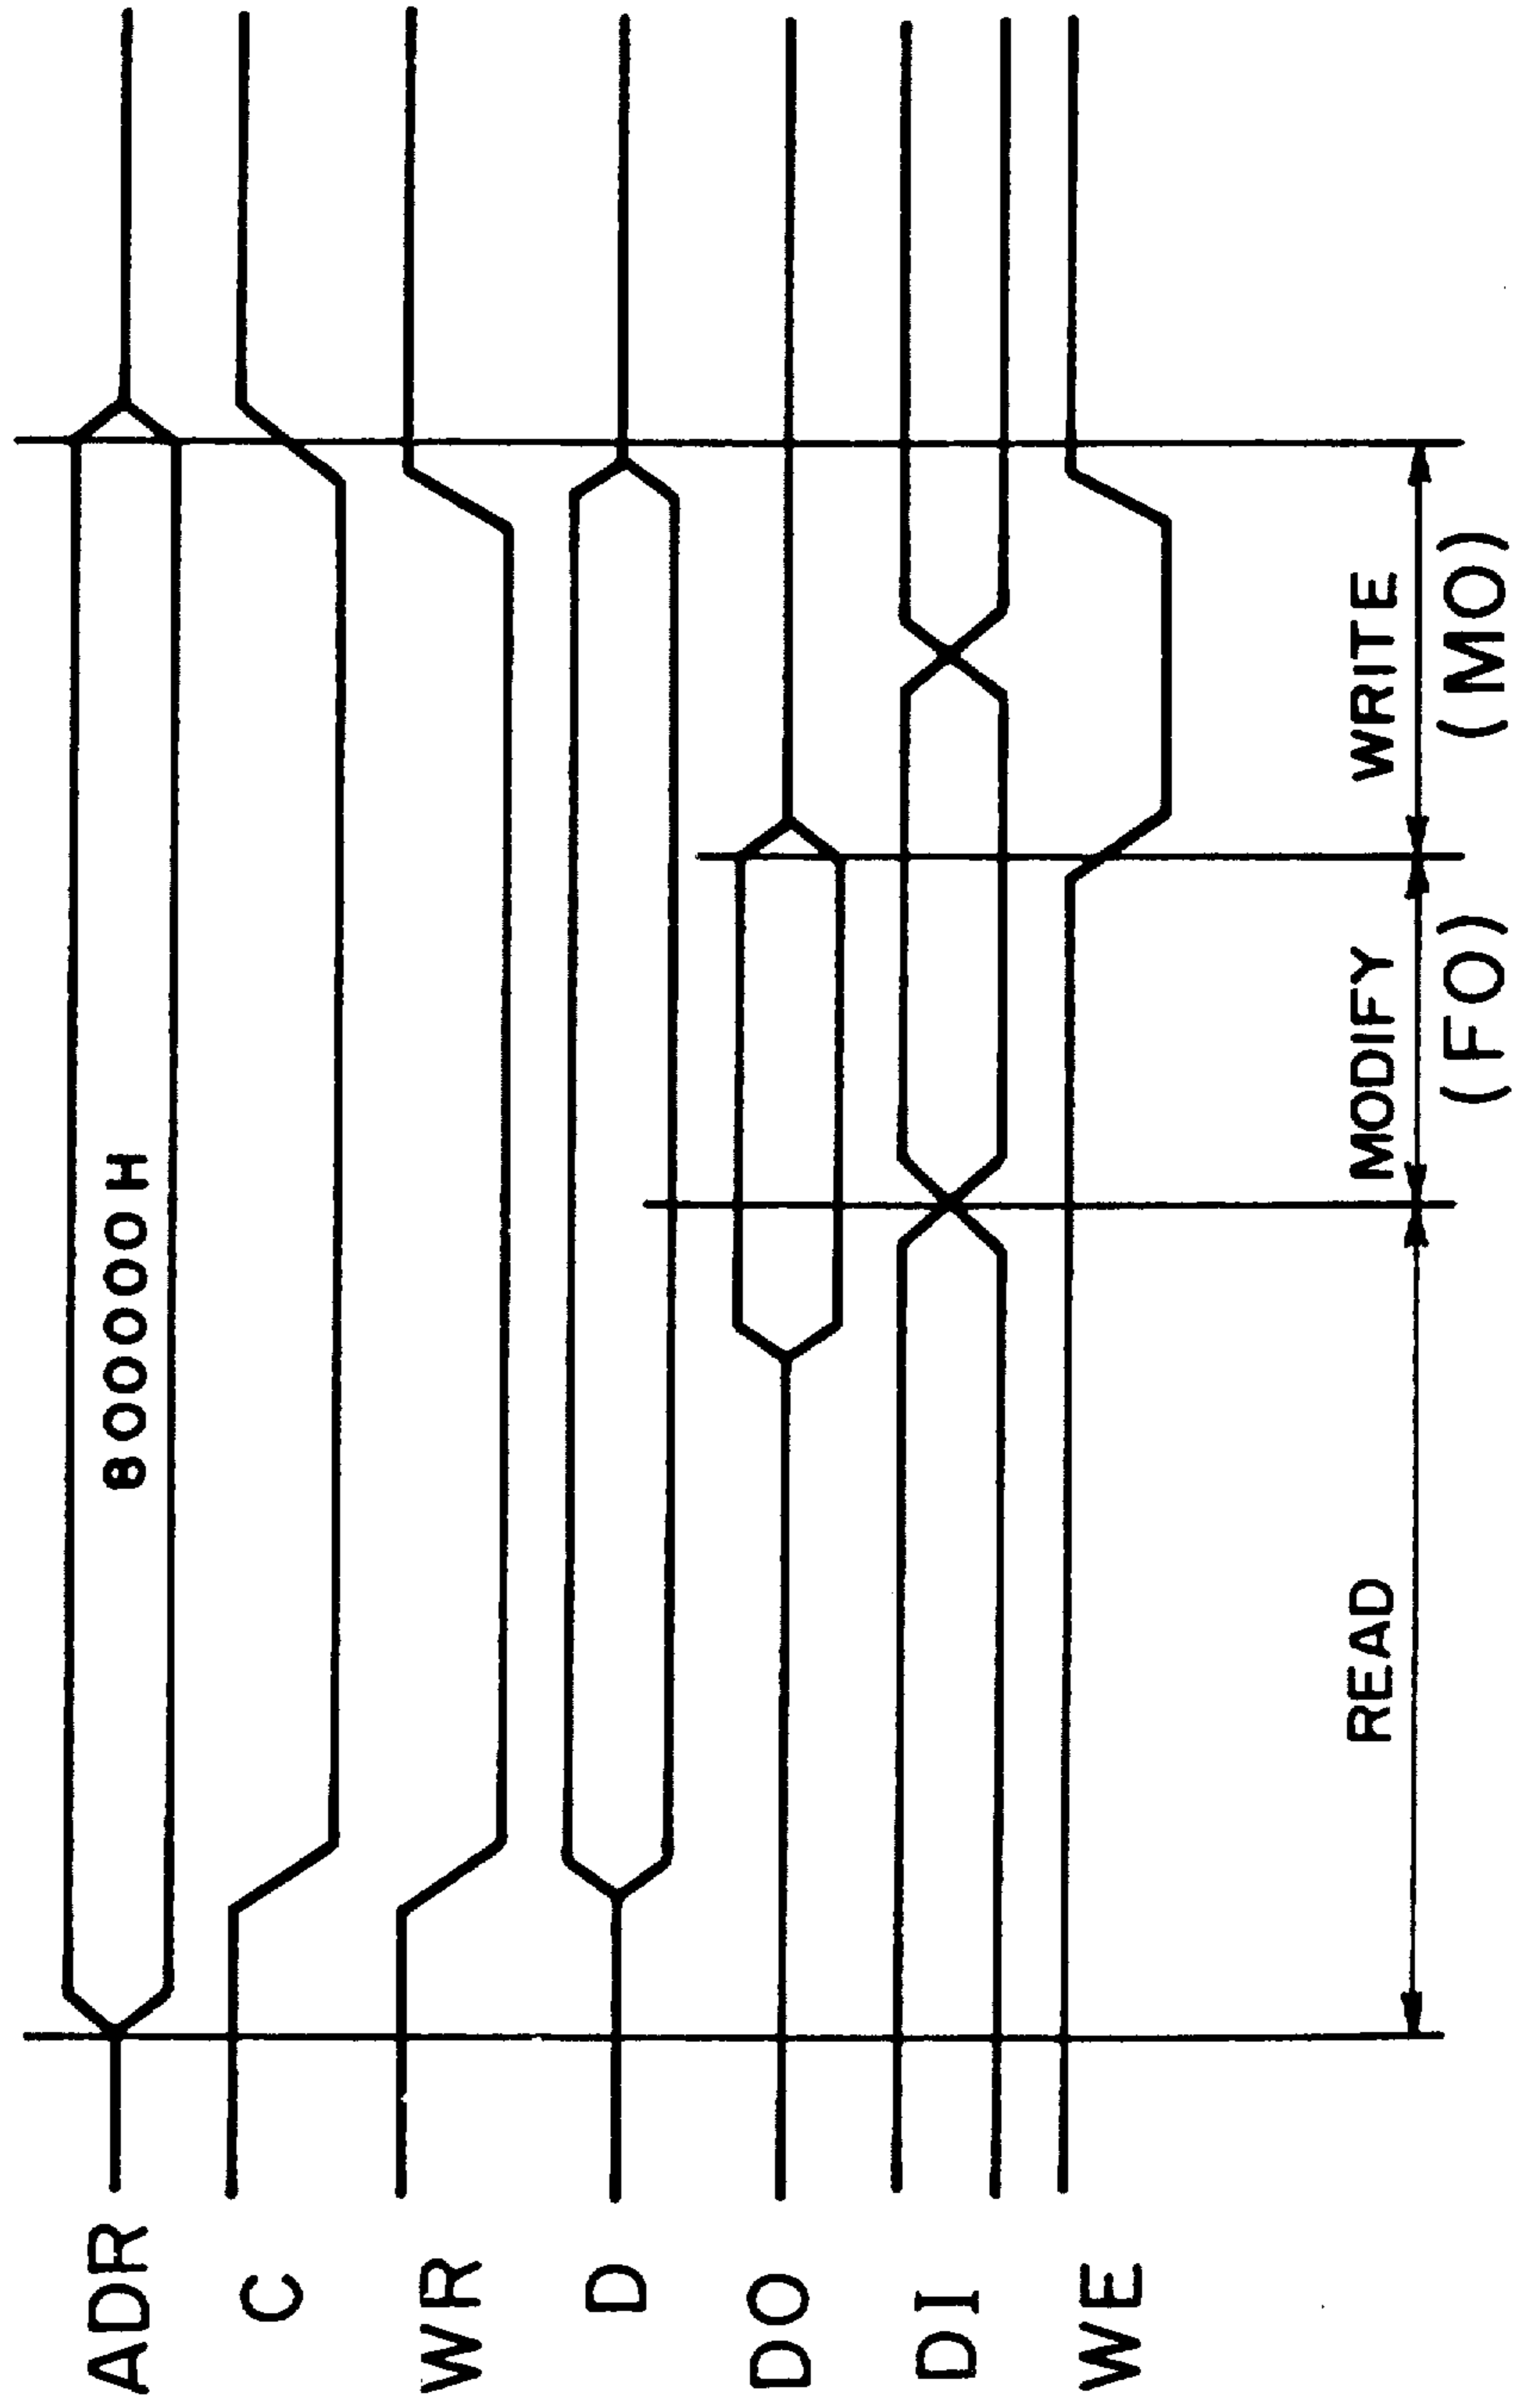 ADR 800000H
C
WR
D
DO
DI
WE
READ MODIFY WRITE
(FO) (MO)